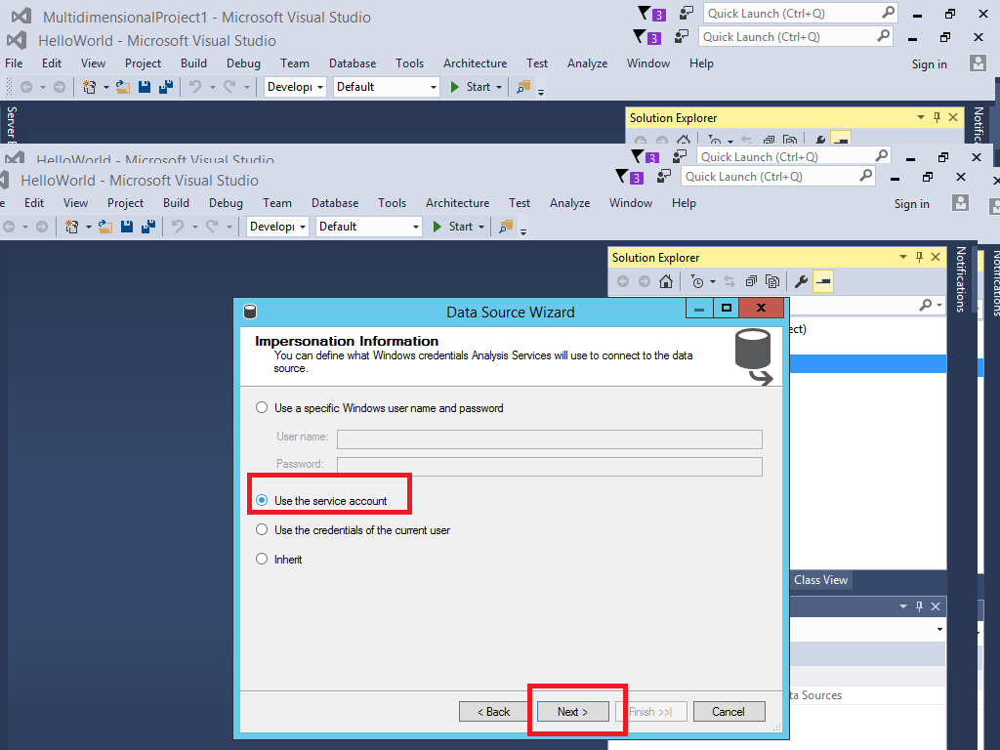 MultidimensionalProject1 - Microsoft Visual Studio
3 Quick Launch (Ctrl+Q)
HelloWorld - Microsoft Visual Studio
3 Quick Launch (Ctrl+Q)
File Edit View Project Build Debug Team Database Tools Architecture Test Analyze Window Help Sign in
Default Start
Solution Explorer
HelloWorld - Microsoft Visual Studio
3 Quick Launch (Ctrl+Q)
HelloWorld - Microsoft Visual Studio
3 Quick Launch (Ctrl+Q)
Edit View Project Build Debug Team Database Tools Architecture Test Analyze Window Help
Sign in
Default Start
Solution Explorer
Notifications
Notifications
Data Source Wizard
Impersonation Information
You can define what Windows credentials Analysis Services will use to connect to the data
source.
Use a specific Windows user name and password
User name:
Password:
Use the service account
Use the credentials of the current user
Inherit
Class View
< Back Next > Finish >>| Cancel
Sources